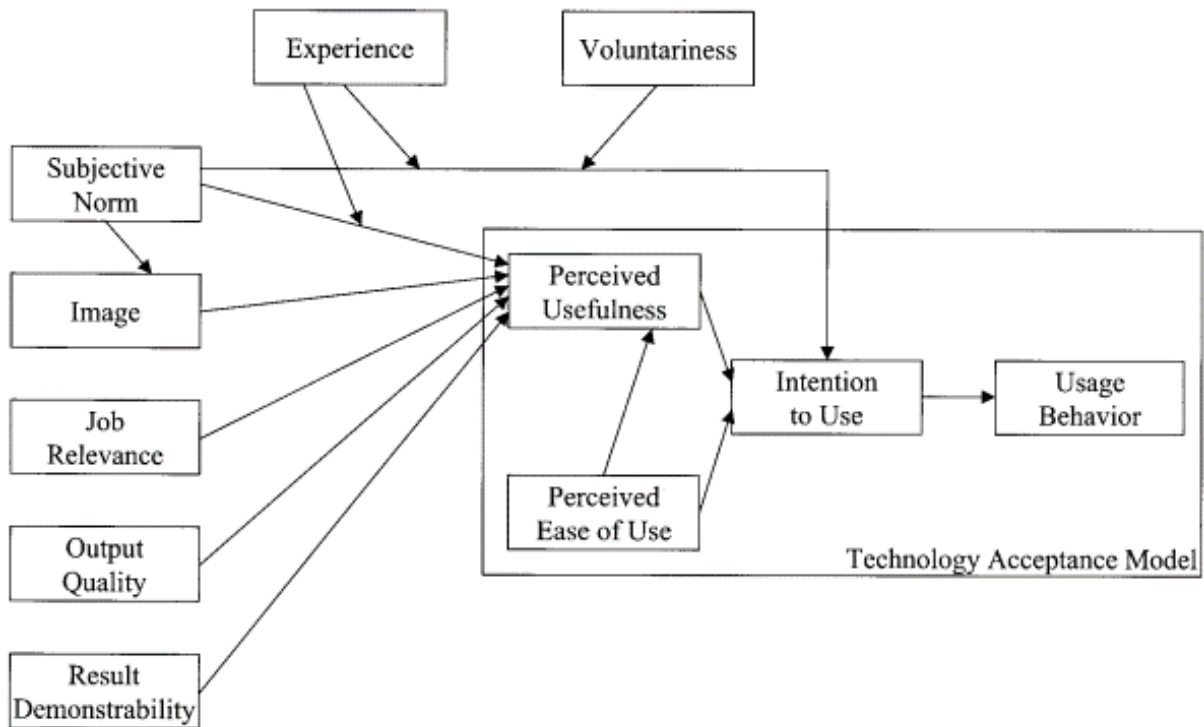 Experience
Voluntariness
Subjective
Norm
Image
Job
Relevance
Output
Quality
Result
Demonstrability
Perceived
Usefulness
Perceived
Ease of Use
Intention
to Use
Usage
Behavior
Technology Acceptance Model